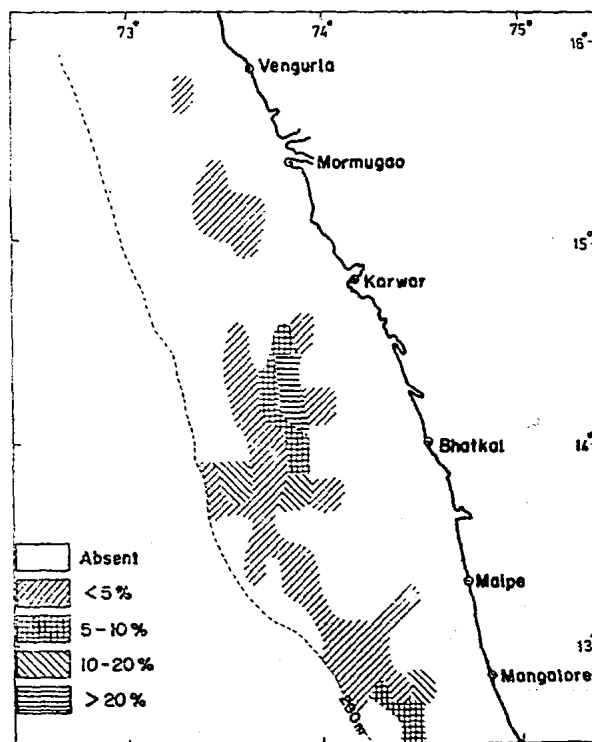 73° 74° 75°
16°
Vengurla
Mormugao
15°
Karwar
Bhatkal
14°
Absent
<5%
5-10%
10-20%
>20%
Malpe
13°
Mangalore
200m